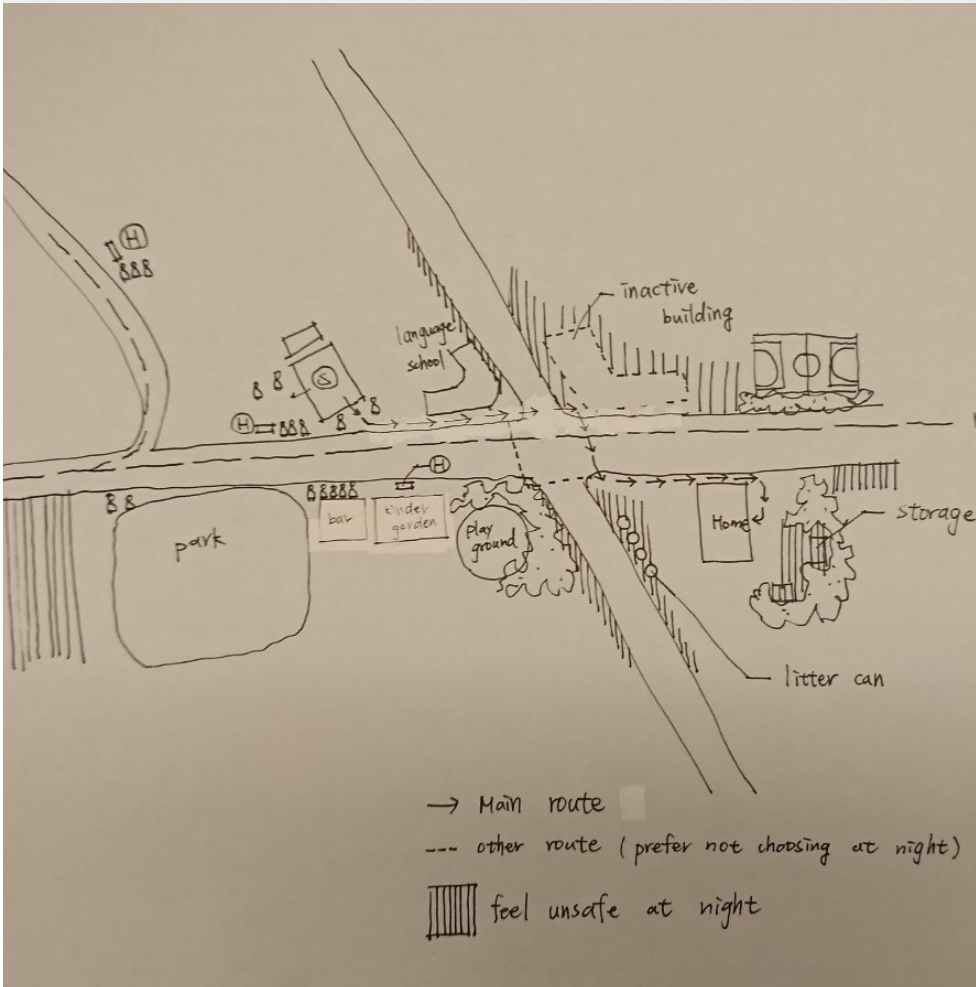 inactive
building
H
language
school
S
H
H
bar
kinder
garden
Play
ground
Home
storage
park
litter can
Main route
other route (prefer not choosing at night)
feel unsafe at night